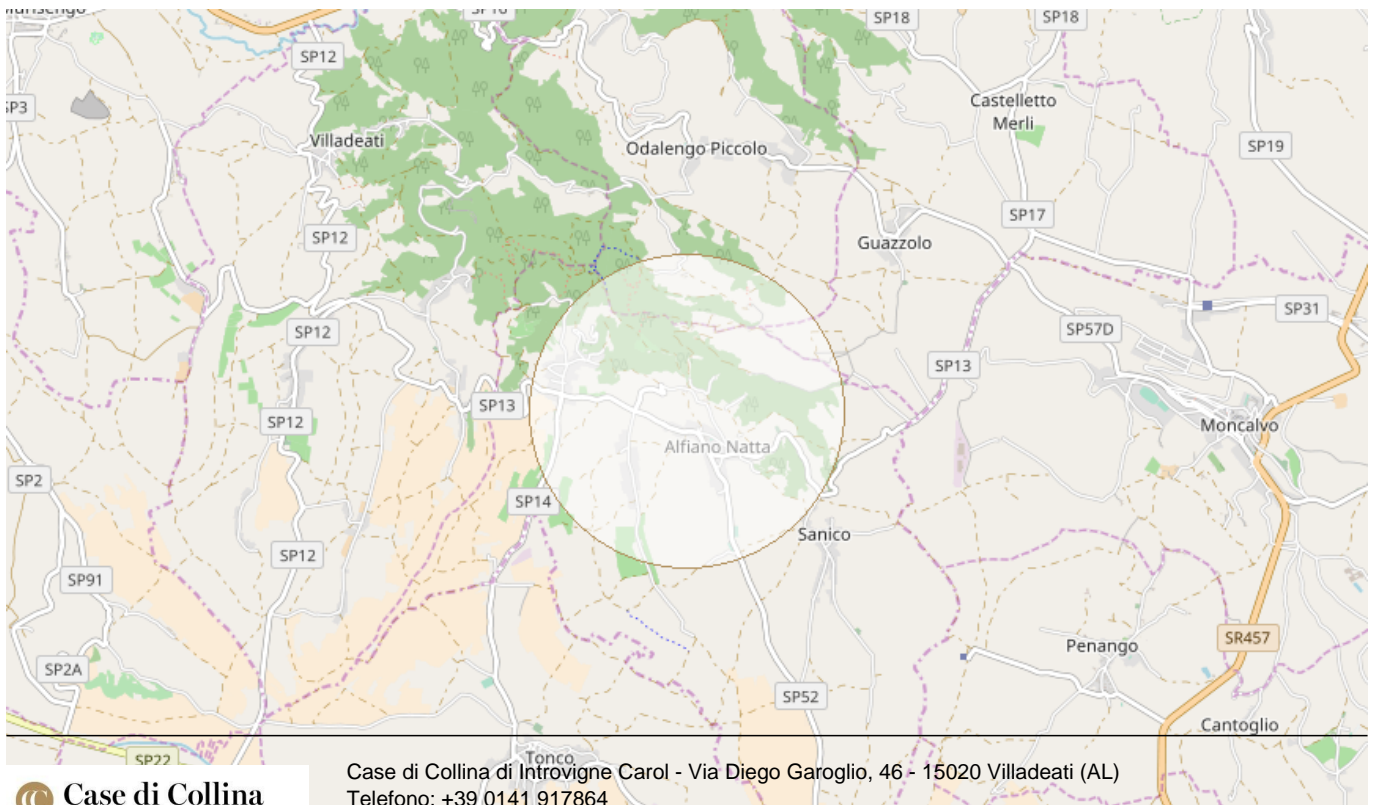 SP18
SP18
SP12
SP3
Castelletto
Merli
Villadeati
Odalengo Piccolo
SP19
SP17
SP12
Guazzolo
SP31
SP12
SP57D
SP13
SP13
SP12
Moncalvo
Alfiano Natta
SP2
SP14
Sanico
SP12
SP91
SR457
Penango
SP2A
SP52
Cantoglio
SP22
Tonco
Case di Collina
Case di Collina di Introvigne Carol - Via Diego Garoglio, 46 - 15020 Villadeati (AL)
Telefono: +39 0141 917864